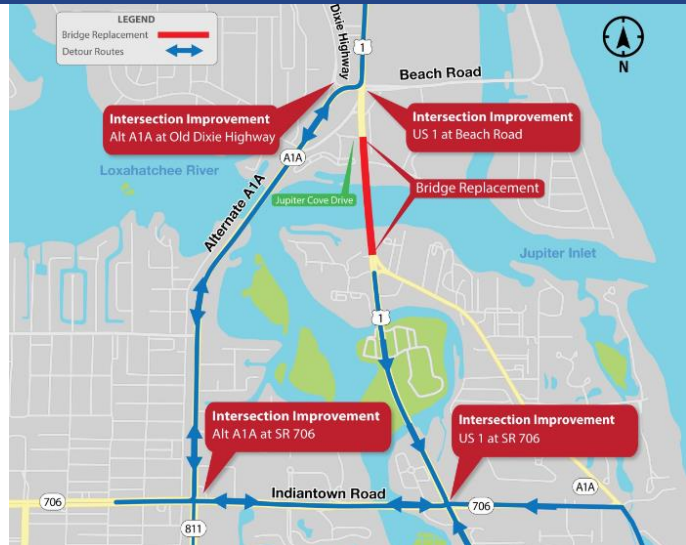 LEGEND
Bridge Replacement
Detour Routes
Dixie Highway
1
Beach Road
N
Intersection Improvement
Alt A1A at Old Dixie Highway
Intersection Improvement
US 1 at Beach Road
A1A
Loxahatchee River
Alternate A1A
Jupiter Cove Drive
Bridge Replacement
Jupiter Inlet
1
Intersection Improvement
Alt A1A at SR 706
Intersection Improvement
US 1 at SR 706
706
Indiantown Road
706
A1A
811